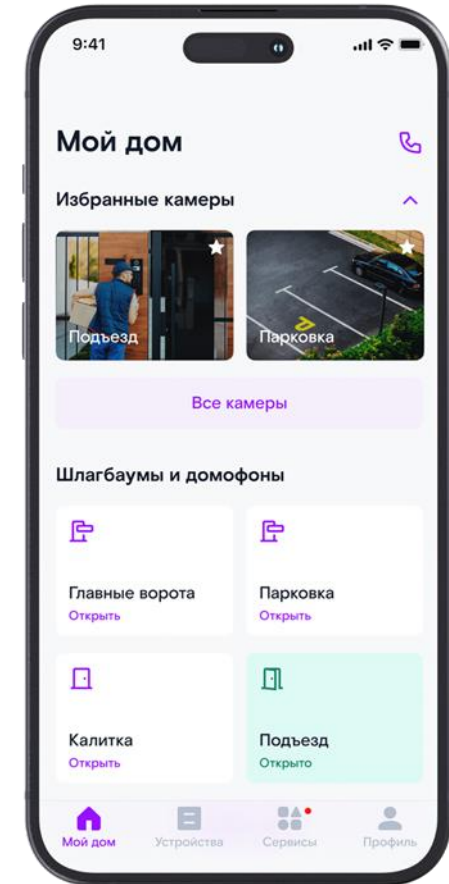 9:41
Мой дом
Избранные камеры
Подъезд
Парковка
Все камеры
Шлагбаумы и домофоны
Главные ворота
Открыть
Парковка
Открыть
Калитка
Открыть
Подъезд
Открыто
Мой дом
Устройства
Сервисы
Профиль